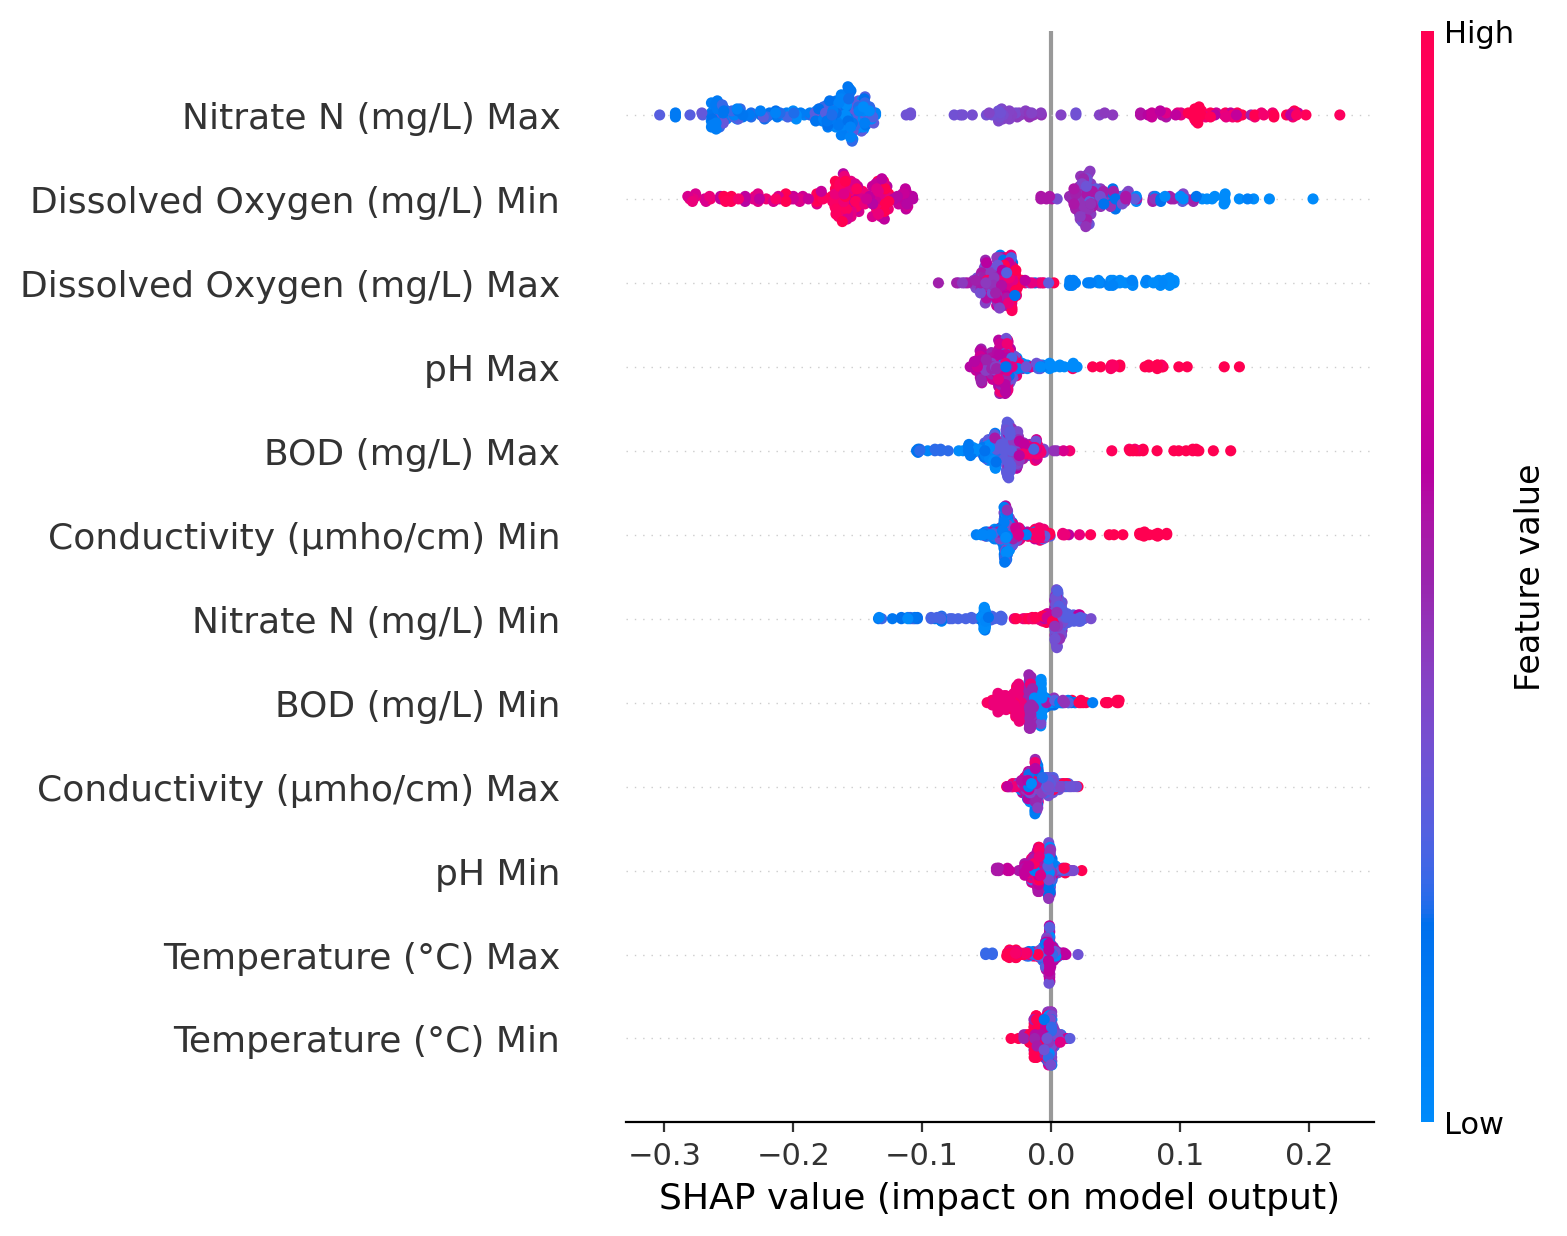 High
Nitrate N (mg/L) Max
Dissolved Oxygen (mg/L) Min
Dissolved Oxygen (mg/L) Max
pH Max
BOD (mg/L) Max
Conductivity (µmho/cm) Min
Nitrate N (mg/L) Min
BOD (mg/L) Min
Conductivity (µmho/cm) Max
pH Min
Temperature (°C) Max
Temperature (°C) Min
Feature value
Low
−0.3 −0.2 −0.1 0.0 0.1 0.2
SHAP value (impact on model output)